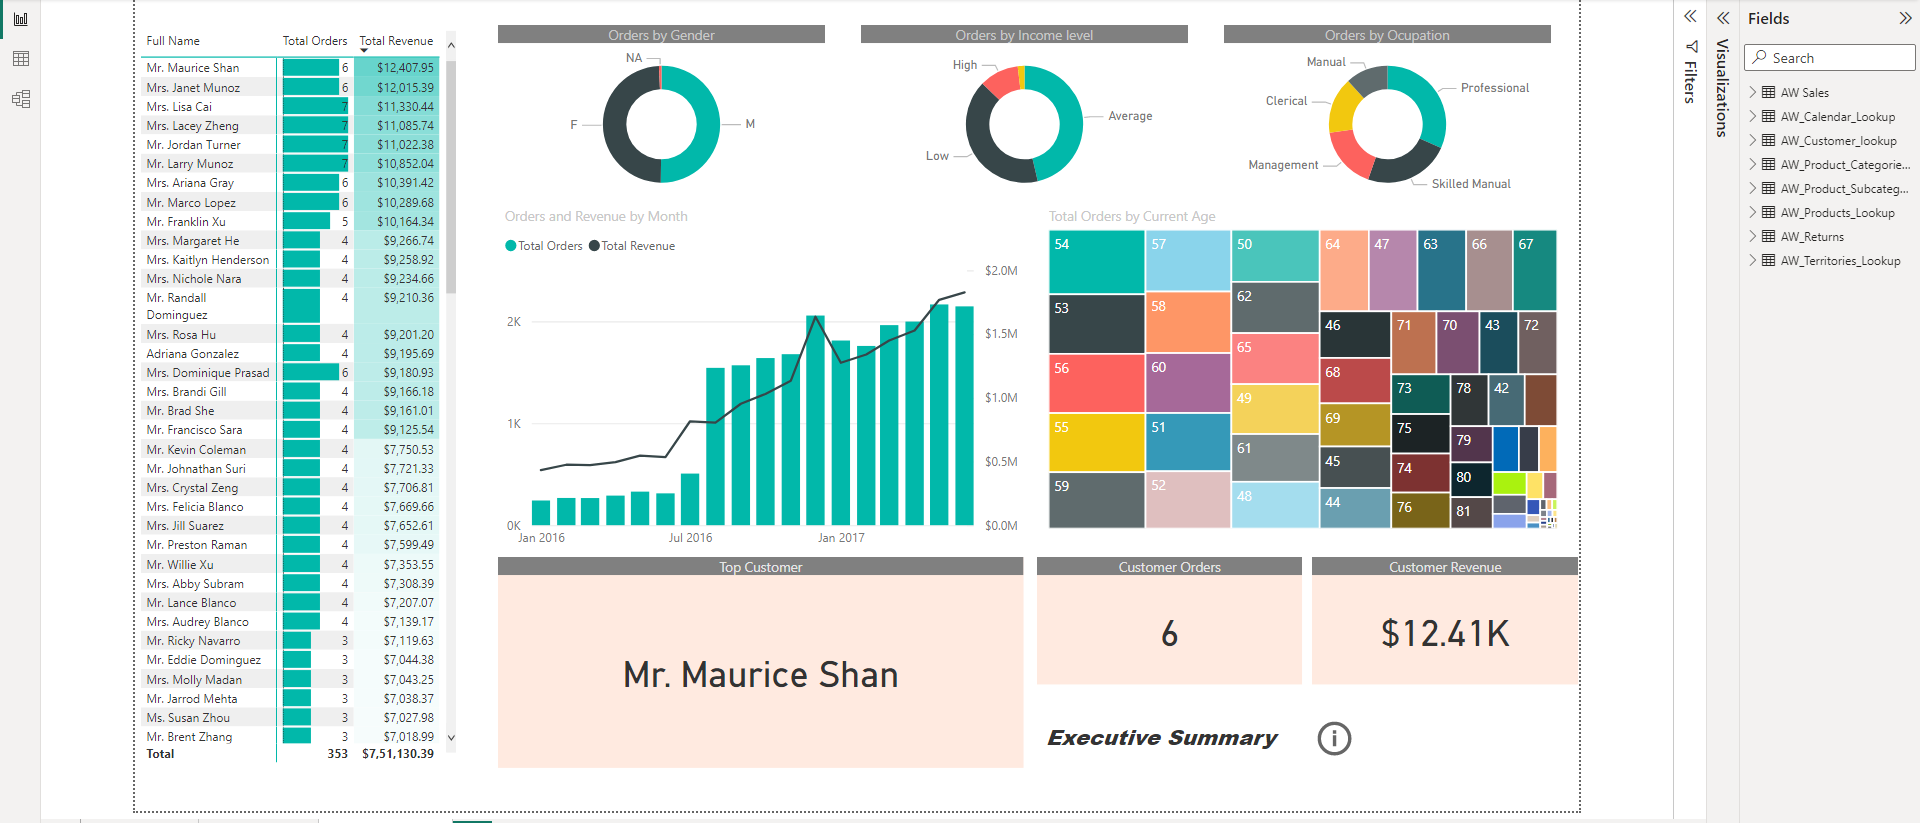 Full Name Total Orders Total Revenue
Mr. Maurice Shan 6 $12,407.95
Mrs. Janet Munoz 6 $12,015.39
Mrs. Lisa Cai 7 $11,330.44
Mrs. Lacey Zheng 7 $11,085.74
Mr. Jordan Turner 7 $11,022.38
Mr. Larry Munoz 7 $10,852.04
Mrs. Ariana Gray 6 $10,391.42
Mr. Marco Lopez 6 $10,289.68
Mr. Franklin Xu 5 $10,164.34
Mrs. Margaret He 4 $9,266.74
Mrs. Kaitlyn Henderson 4 $9,258.92
Mrs. Nichole Nara 4 $9,234.66
Mr. Randall 4 $9,210.36
Dominguez
Mrs. Rosa Hu 4 $9,201.20
Adriana Gonzalez 4 $9,195.69
Mrs. Dominique Prasad 6 $9,180.93
Mrs. Brandi Gill 4 $9,166.18
Mr. Brad She 4 $9,161.01
Mr. Francisco Sara 4 $9,125.54
Mr. Kevin Coleman 4 $7,750.53
Mr. Johnathan Suri 4 $7,721.33
Mrs. Crystal Zeng 4 $7,706.81
Mrs. Felicia Blanco 4 $7,669.66
Mrs. Jill Suarez 4 $7,652.61
Mr. Preston Raman 4 $7,599.49
Mr. Willie Xu 4 $7,353.55
Mrs. Abby Subram 4 $7,308.39
Mr. Lance Blanco 4 $7,207.07
Mrs. Audrey Blanco 4 $7,139.17
Mr. Ricky Navarro 3 $7,119.63
Mr. Eddie Dominguez 3 $7,044.38
Mrs. Molly Madan 3 $7,043.25
Mr. Jarrod Mehta 3 $7,038.37
Ms. Susan Zhou 3 $7,027.98
Mr. Brent Zhang 3 $7,018.99
Total 353 $7,51,130.39
Orders by Gender
NA
F
M
Orders by Income level
High
Average
Low
Orders by Ocupation
Manual
Professional
Clerical
Management
Skilled Manual
Orders and Revenue by Month
Total Orders Total Revenue
$2.0M
2K
$1.5M
$1.0M
1K
$0.5M
0K
$0.0M
Jan 2016 Jul 2016 Jan 2017
Total Orders by Current Age
54 57 50 64 47 63 66 67
53 58 62 46 71 70 43 72
56 60 65 68 73 78 42
55 51 49 69 75 79
59 52 61 45 74 80
48 44 76 81
Top Customer
Mr. Maurice Shan
Customer Orders
6
Customer Revenue
$12.41K
Executive Summary
Filters
Visualizations
Fields
Search
AW Sales
AW_Calendar_Lookup
AW_Customer_lookup
AW_Product_Categorie...
AW_Product_Subcateg...
AW_Products_Lookup
AW_Returns
AW_Territories_Lookup